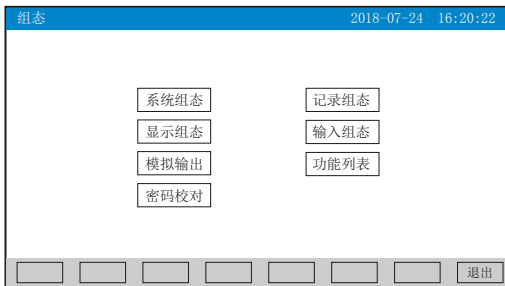 组态 2018-07-24 16:20:22
系统组态 记录组态
显示组态 输入组态
模拟输出 功能列表
密码校对
退出